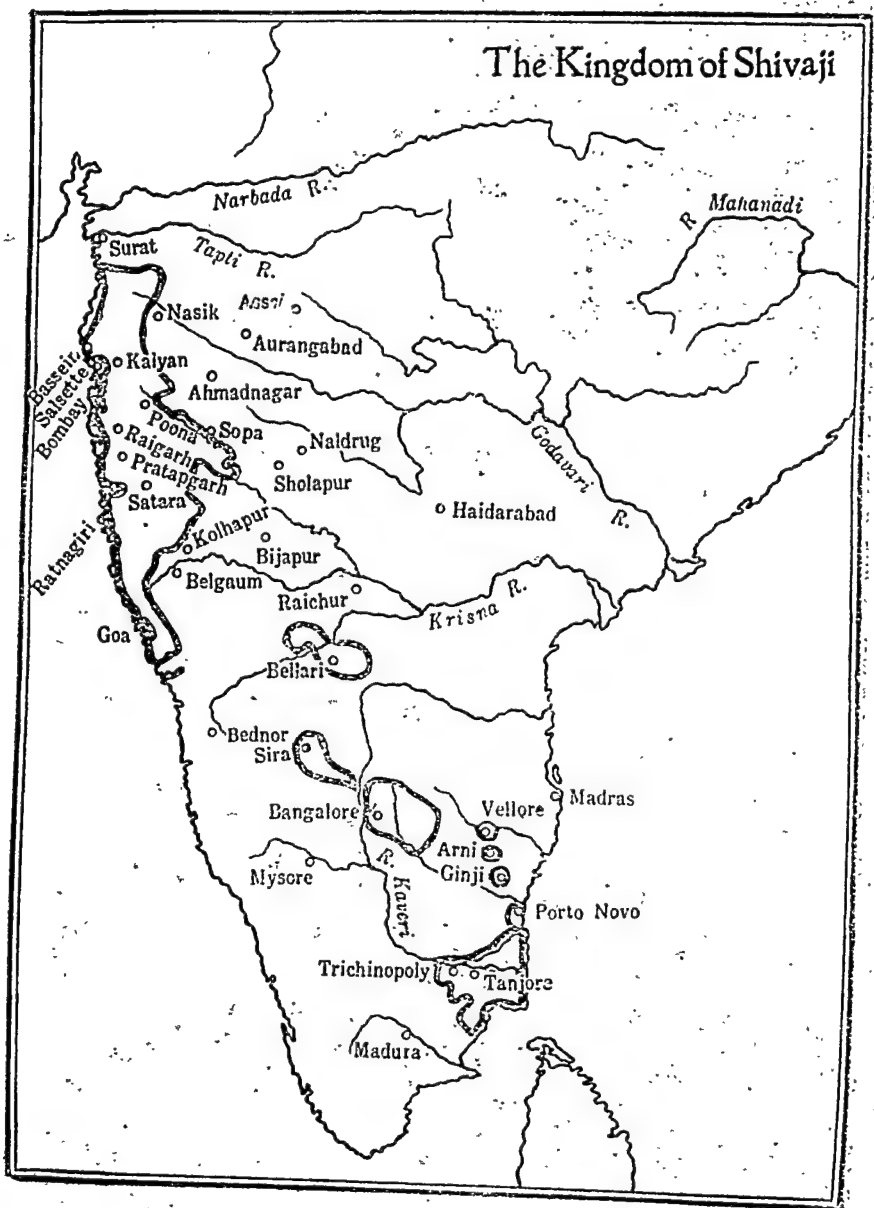 The Kingdom of Shivaji
Narbada R.
R Mahanadi
Surat
Tapti R.
Nasik
Assai
Aurangabad
Bassein
Salsette
Bombay
Kalyan
Ahmadnagar
Poona
Sopa
Raigarh
Naldrug
Pratapgarh
Sholapur
Godavari R.
Satara
Haidarabad
Ratnagiri
Kolhapur
Bijapur
Belgaum
Raichur
Krisna R.
Goa
Bellari
Bednor
Sira
Bangalore
Vellore
Madras
Arni
Mysore
R. Kaveri
Ginji
Porto Novo
Trichinopoly
Tanjore
Madura